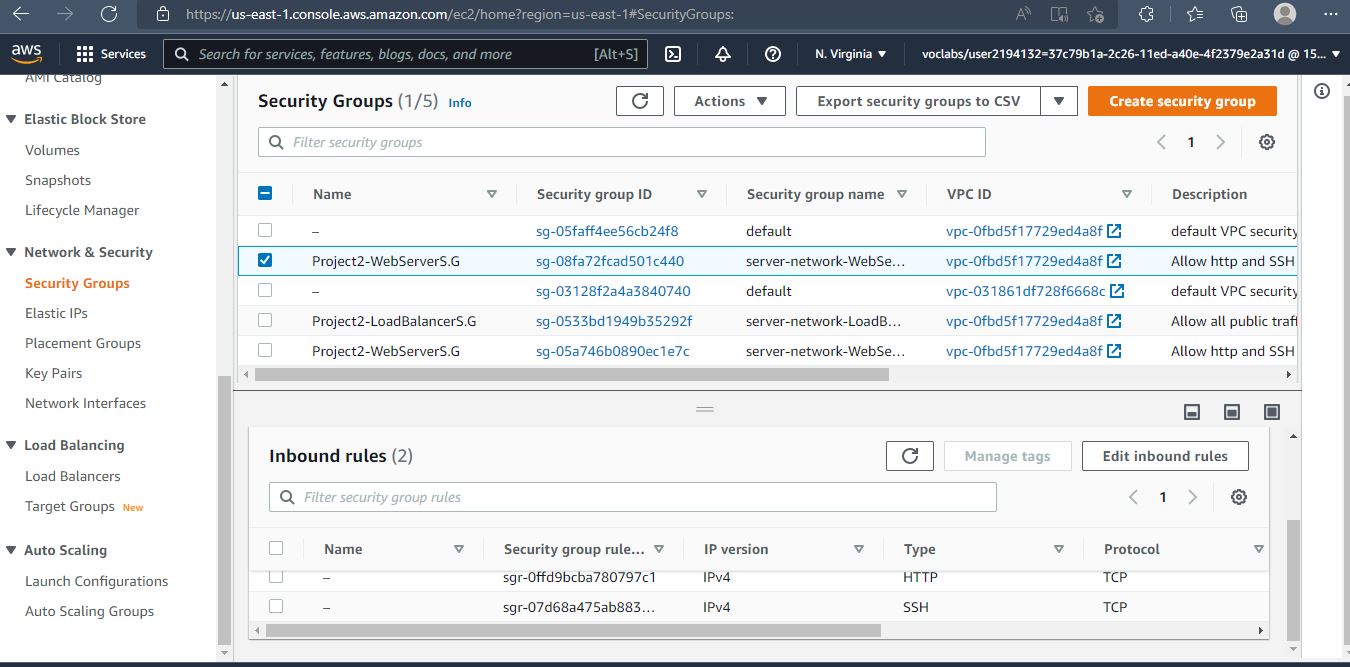 https://us-east-1.console.aws.amazon.com/ec2/home?region=us-east-1#SecurityGroups:
aws
Services
Search for services, features, blogs, docs, and more
[Alt+S]
N. Virginia
voclabs/user2194132=37c79b1a-2c26-11ed-a40e-4f2379e2a31d @ 15...
AMI Catalog
Elastic Block Store
Volumes
Snapshots
Lifecycle Manager
Network & Security
Security Groups
Elastic IPs
Placement Groups
Key Pairs
Network Interfaces
Load Balancing
Load Balancers
Target Groups New
Auto Scaling
Launch Configurations
Auto Scaling Groups
Security Groups (1/5) Info
Actions
Export security groups to CSV
Create security group
Filter security groups
1
Name Security group ID Security group name VPC ID Description
– sg-05faff4ee56cb24f8 default vpc-0fbd5f17729ed4a8f default VPC security
Project2-WebServerS.G sg-08fa72fcad501c440 server-network-WebSe... vpc-0fbd5f17729ed4a8f Allow http and SSH
– sg-03128f2a4a3840740 default vpc-031861df728f6668c default VPC security
Project2-LoadBalancerS.G sg-0533bd1949b35292f server-network-LoadB... vpc-0fbd5f17729ed4a8f Allow all public traff
Project2-WebServerS.G sg-05a746b0890ec1e7c server-network-WebSe... vpc-0fbd5f17729ed4a8f Allow http and SSH
Inbound rules (2)
Manage tags
Edit inbound rules
Filter security group rules
1
Name Security group rule... IP version Type Protocol
– sgr-0ffd9bcba780797c1 IPv4 HTTP TCP
– sgr-07d68a475ab883... IPv4 SSH TCP